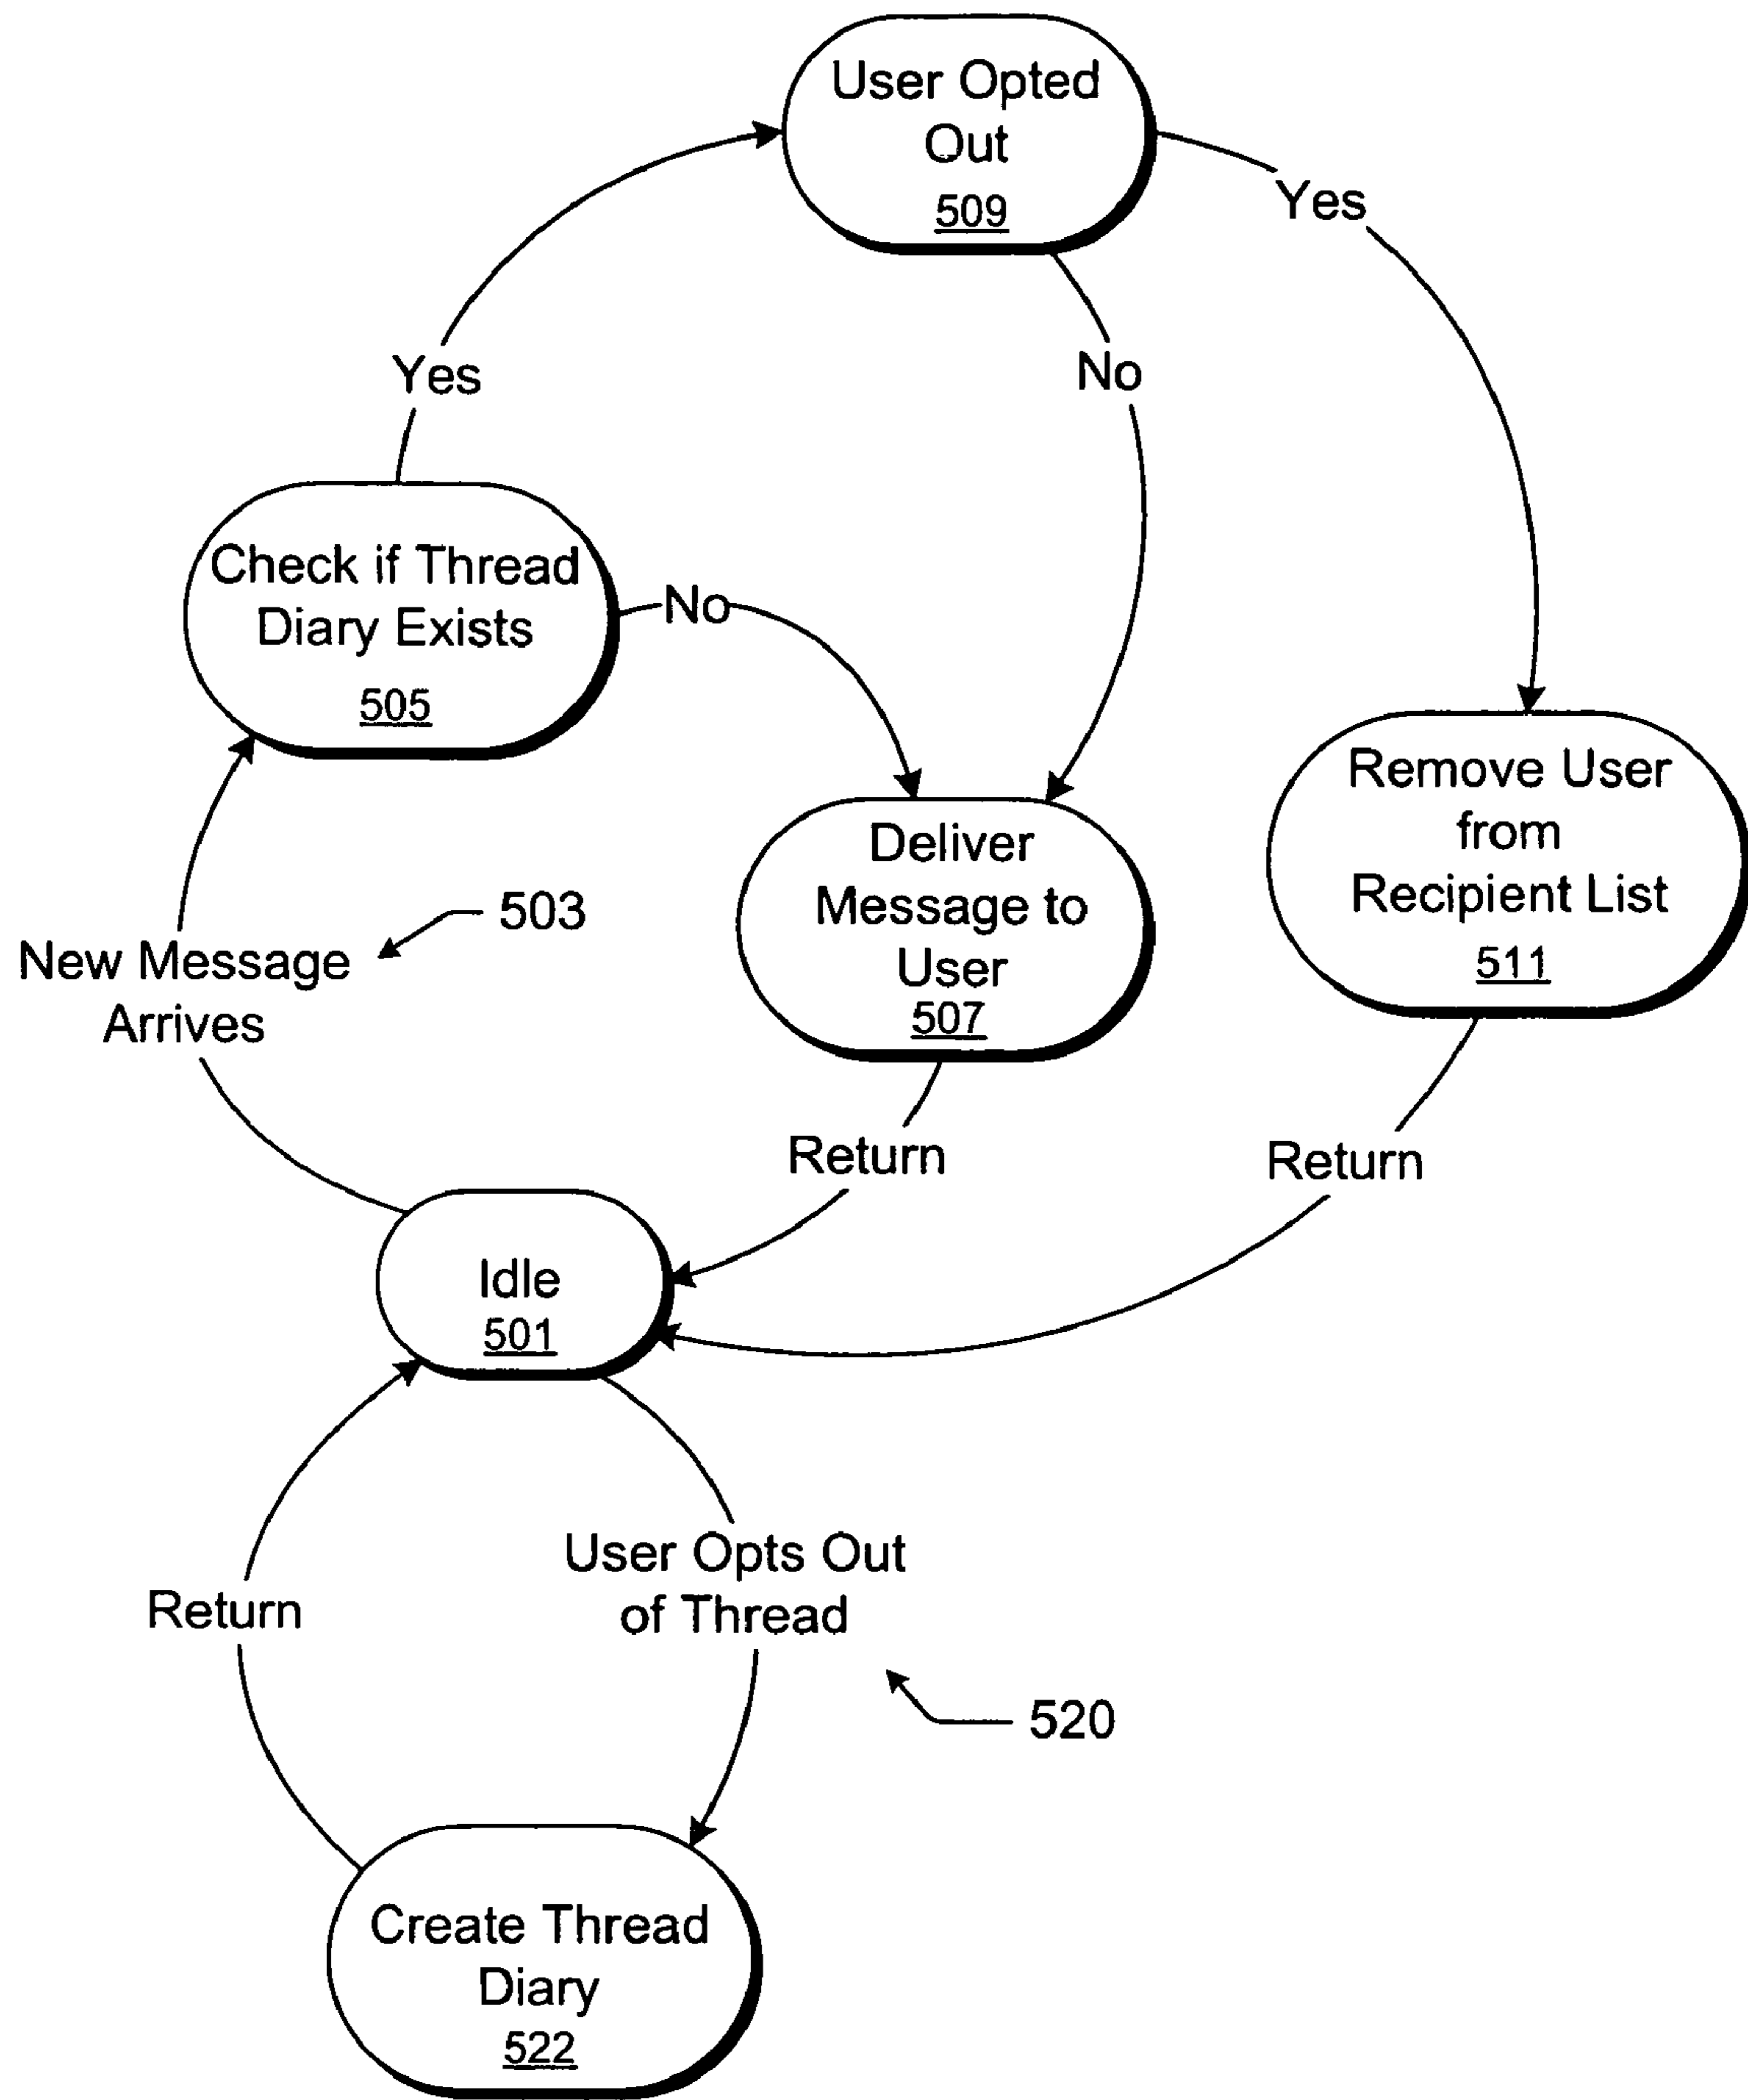 User Opted
Out
509
Yes
Yes
No
Check if Thread
Diary Exists
505
No
Remove User
from
Recipient List
511
Deliver
Message to
User
507
503
New Message
Arrives
Return
Return
Idle
501
User Opts Out
of Thread
Return
520
Create Thread
Diary
522